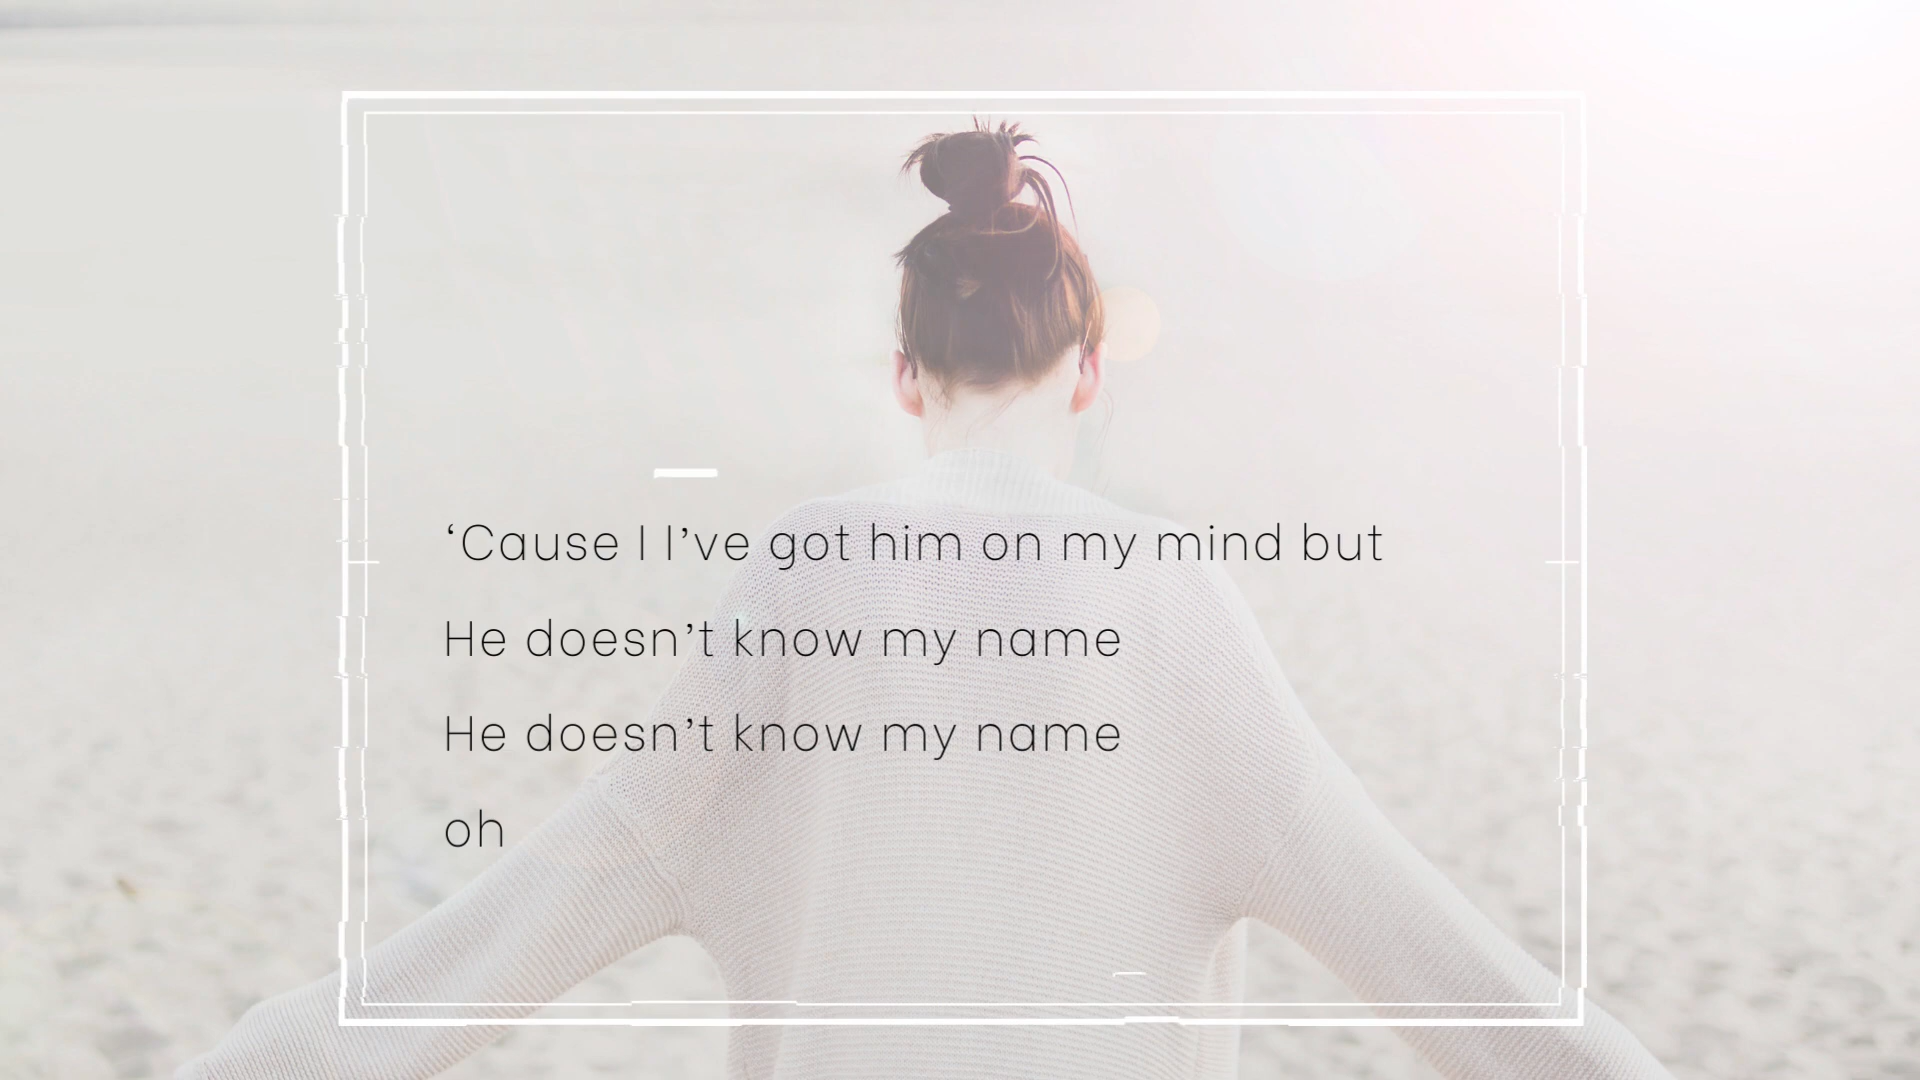 ‘Cause I I’ve got him on my mind but
He doesn’t know my name
He doesn’t know my name
oh